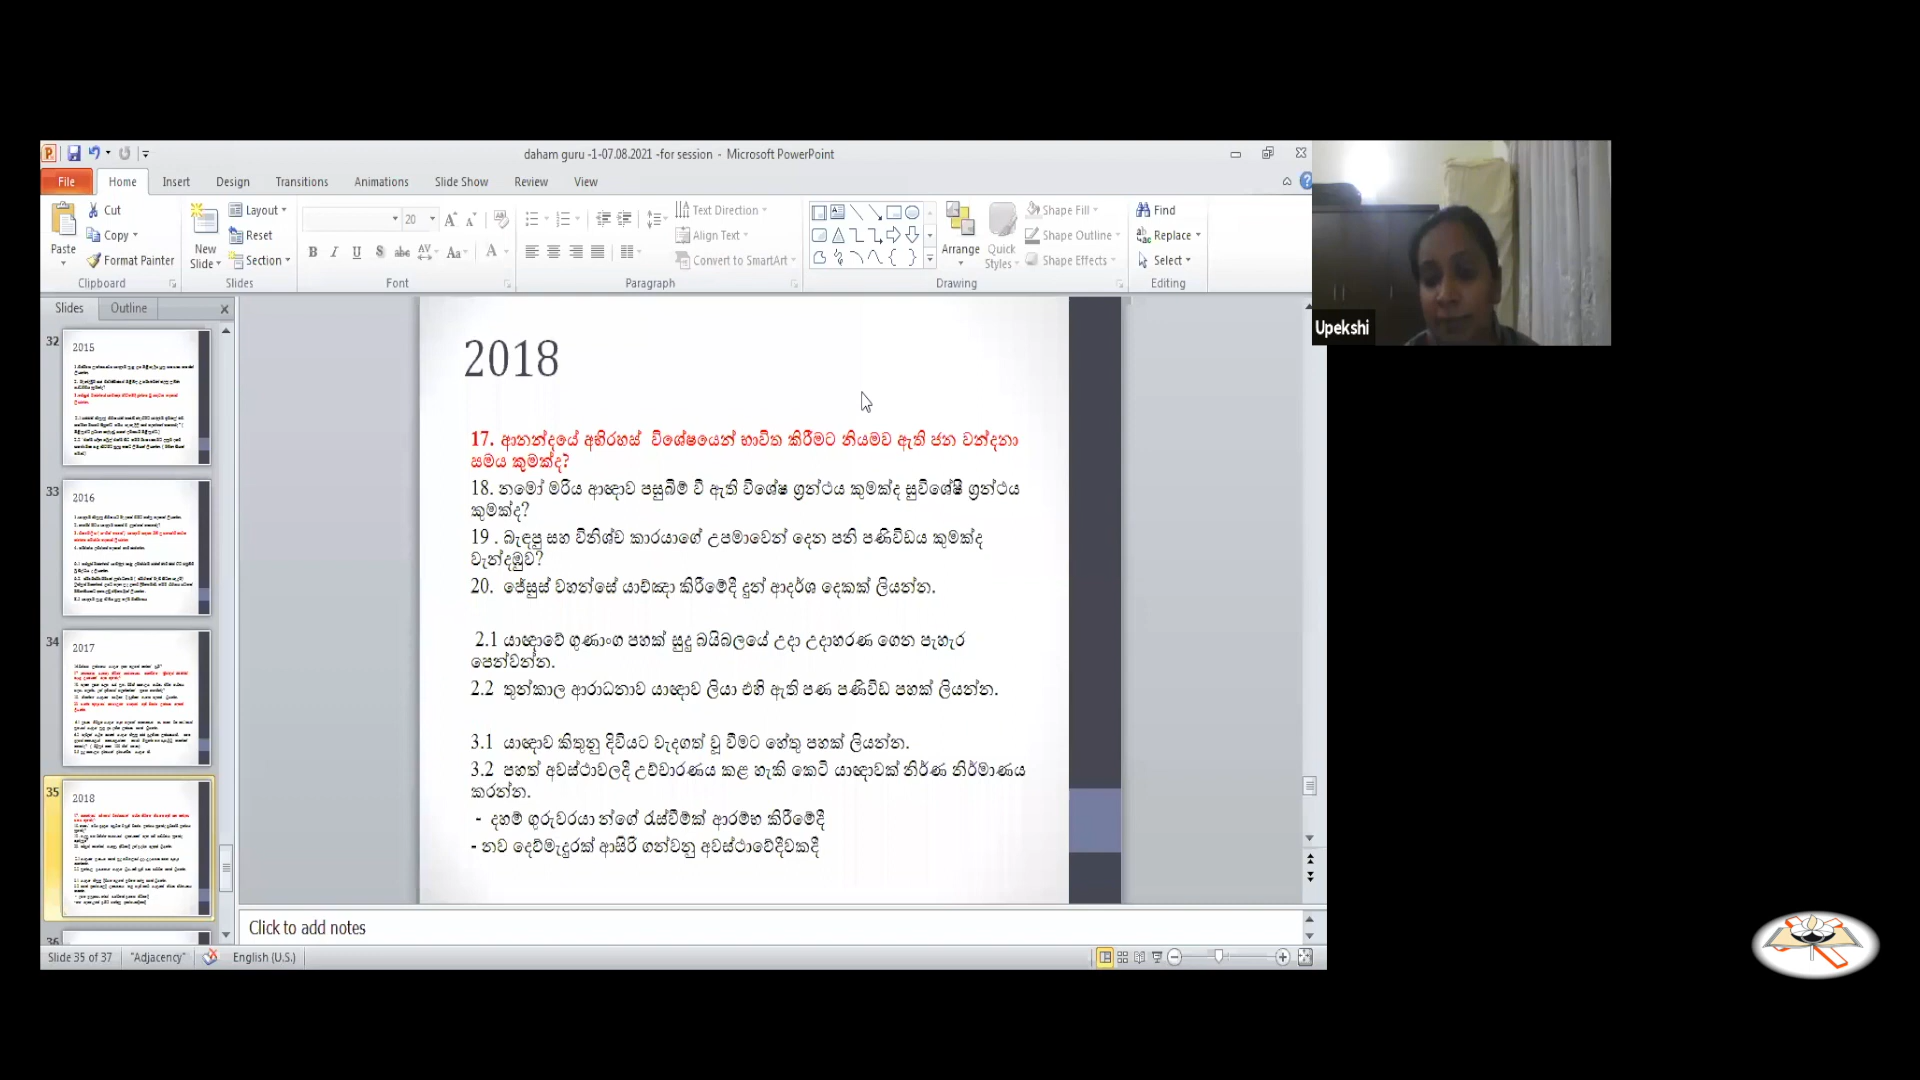 daham guru -1-07.08.2021 -for session - Microsoft PowerPoint
File Home Insert Design Transitions Animations Slide Show Review View
Paste
Cut
Copy
Format Painter
Clipboard
New Slide
Layout
Reset
Section
Slides
20
Font
Text Direction
Align Text
Convert to SmartArt
Paragraph
Arrange
Quick Styles
Shape Fill
Shape Outline
Shape Effects
Drawing
Find
Replace
Select
Editing
Slides Outline
32
2015
33
2016
34
2017
35
2018
36
2018
17. ආනන්දයේ අභිරහස් විශේෂයෙන් භාවිත කිරීමට නියමව ඇති ජන වන්දනා
සමය කුමක්ද?
18. නමෝ මරිය ආඥාව පසුබිම් වී ඇති විශේෂ ග්‍රන්ථය කුමක්ද සුවිශේෂී ග්‍රන්ථය
කුමක්ද?
19 . බැඳපු සහ විනිශ්ච කාරයාගේ උපමාවෙන් දෙන පනි පණිවිඩය කුමක්ද
වැන්දඹුව?
20. ජේසුස් වහන්සේ යාච්ඤා කිරීමේදී දුන් ආදර්ශ දෙකක් ලියන්න.
2.1 යාඥාවේ ගුණාංග පහක් සුදු බයිබලයේ උදා උදාහරණ ගෙන පැහැර
පෙන්වන්න.
2.2 තුන්කාල ආරාධනාව යාඥාව ලියා එහි ඇති පණ පණිවිඩ පහක් ලියන්න.
3.1 යාඥාව කිතුනු දිවියට වැදගත් වූ වීමට හේතු පහක් ලියන්න.
3.2 පහත් අවස්ථාවලදී උච්චාරණය කළ හැකි කෙටි යාඥාවක් නිර්ණ නිර්මාණය
කරන්න.
- දහම් ගුරුවරයා න්ගේ රැස්වීම්ක් ආරම්භ කිරීමේදී
- නව දෙව්මැදුරක් ආසිරි ගන්වනු අවස්ථාවේදීවකදී
Click to add notes
Slide 35 of 37 "Adjacency" English (U.S.)
Upekshi